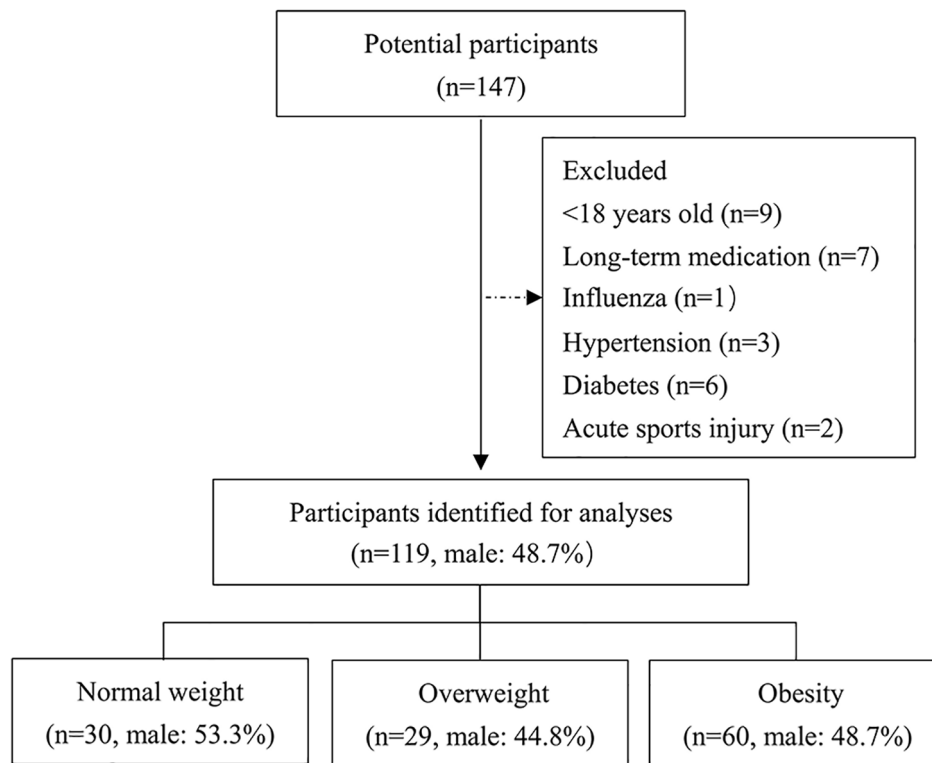 Potential participants
(n=147)
Excluded
<18 years old (n=9)
Long-term medication (n=7)
Influenza (n=1）
Hypertension (n=3)
Diabetes (n=6)
Acute sports injury (n=2)
Participants identified for analyses
(n=119, male: 48.7%）
Normal weight
(n=30, male: 53.3%)
Overweight
(n=29, male: 44.8%)
Obesity
(n=60, male: 48.7%)